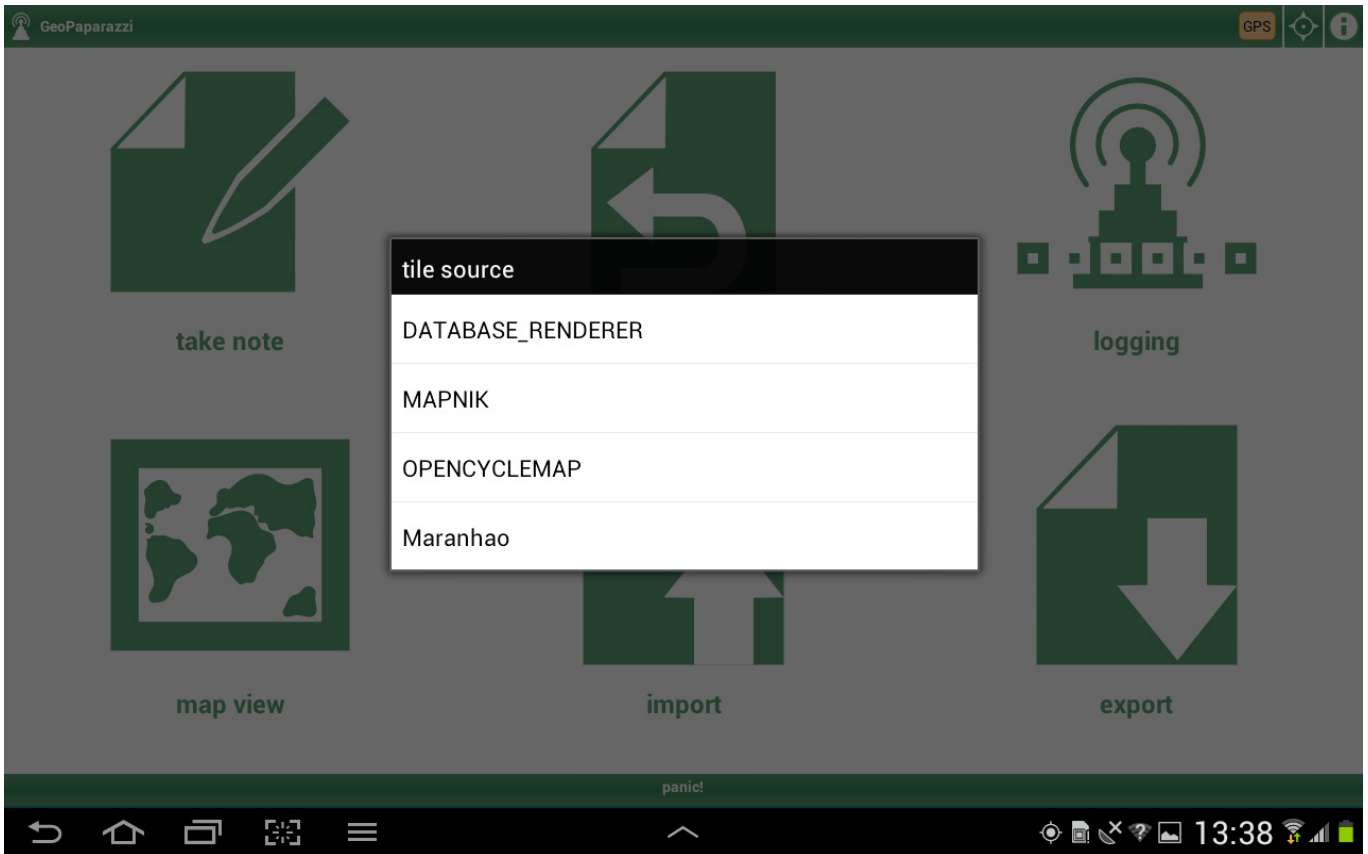 GeoPaparazzi
GPS
tile source
DATABASE_RENDERER
MAPNIK
OPENCYCLEMAP
Maranhao
take note
logging
map view
import
export
panic!
13:38